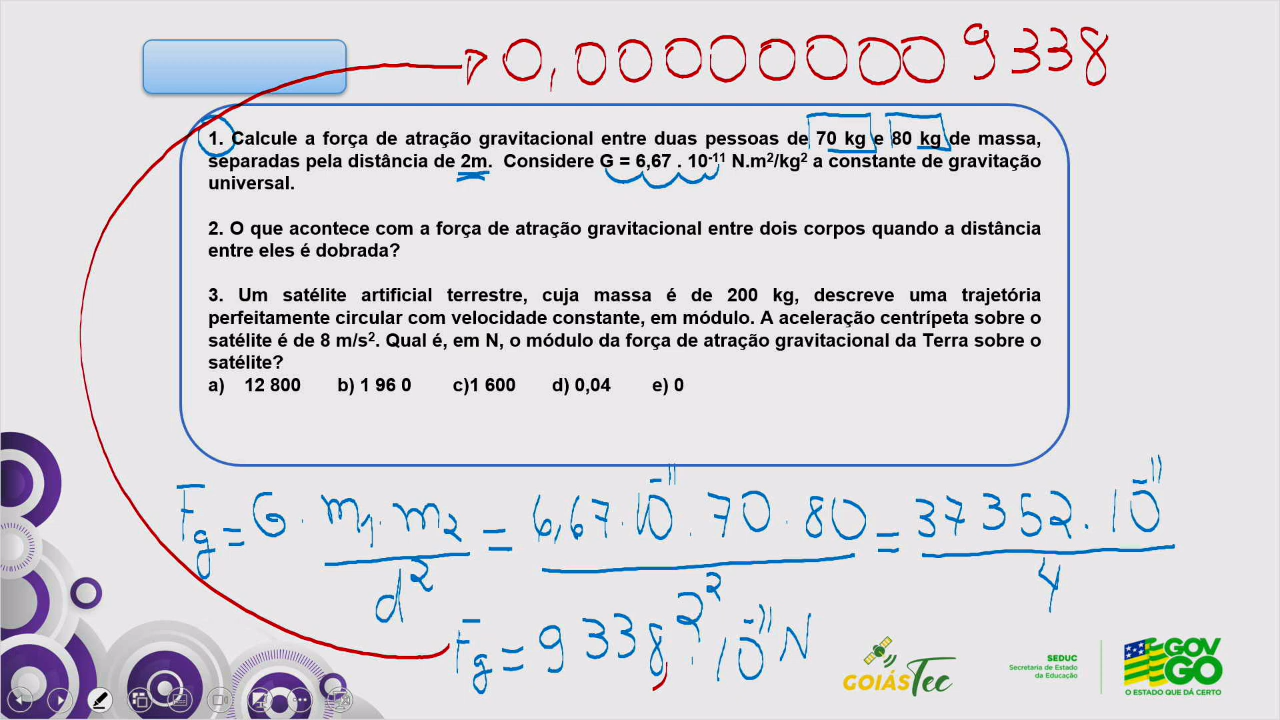 0,000000009338
1. Calcule a força de atração gravitacional entre duas pessoas de 70 kg e 80 kg de massa,
separadas pela distância de 2m. Considere G = 6,67 . 10⁻¹¹ N.m²/kg² a constante de gravitação
universal.
2. O que acontece com a força de atração gravitacional entre dois corpos quando a distância
entre eles é dobrada?
3. Um satélite artificial terrestre, cuja massa é de 200 kg, descreve uma trajetória
perfeitamente circular com velocidade constante, em módulo. A aceleração centrípeta sobre o
satélite é de 8 m/s². Qual é, em N, o módulo da força de atração gravitacional da Terra sobre o
satélite?
a) 12 800 b) 1 96 0 c)1 600 d) 0,04 e) 0
Fg = G . m₁ . m₂ / d² = 6,67 . 10⁻¹¹ . 70 . 80 / 2² = 37352 . 10⁻¹¹ / 4
Fg = 9338, . 10⁻¹¹ N
GOIÁS Tec
SEDUC
Secretaria de Estado
da Educação
GOV
GO
O ESTADO QUE DÁ CERTO